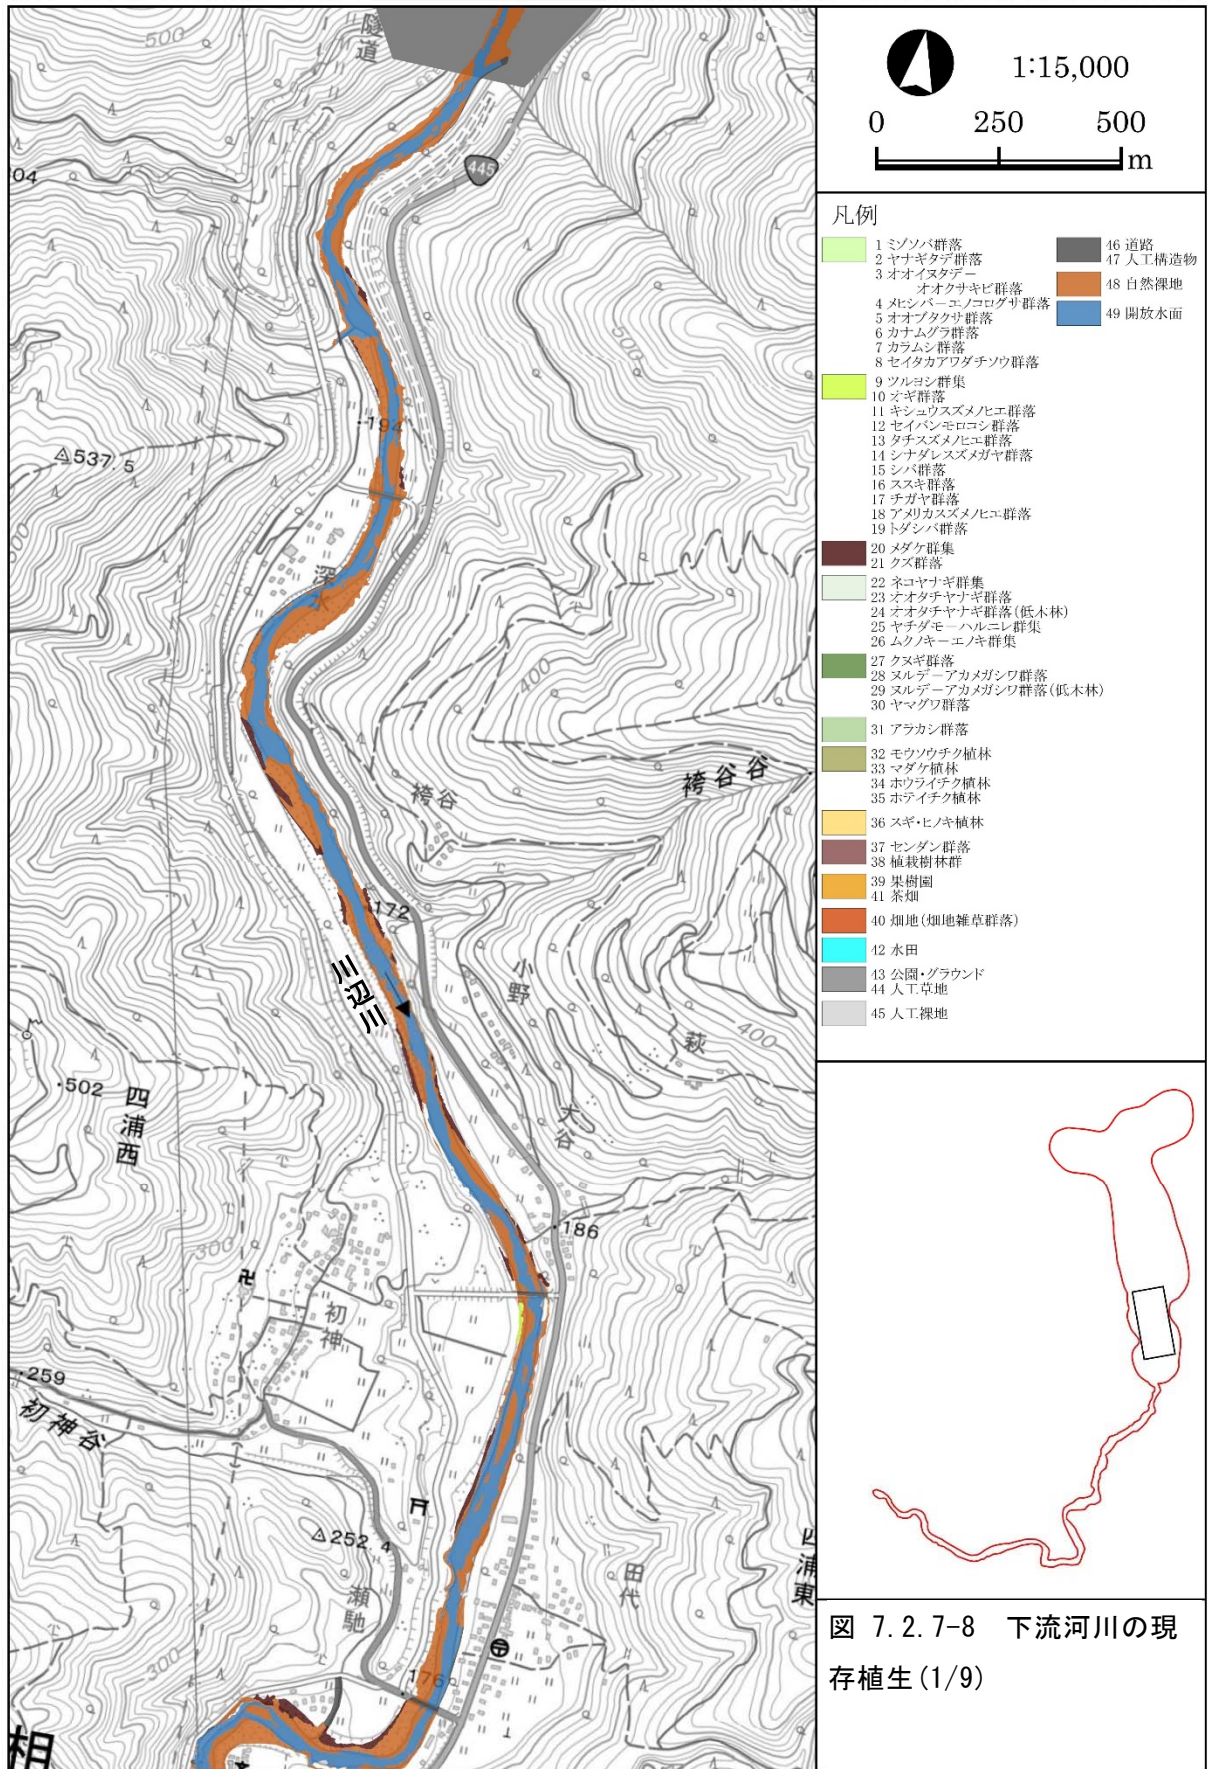 隧道
500
445
04
500
194
△537.5
深水
400
袴谷
袴谷谷
172
小野
萩
400
三辺三
・502
四浦西
大谷
・186
300
初神
・259
初神谷
△252.4
瀬馳
田代
四浦東
300
176
相
1:15,000
0 250 500
m
凡例
1 ミゾソバ群落
2 ヤナギタデ群落
3 オオイヌタデー
オオクサキビ群落
4 メヒシバーエノコログサ群落
5 オオブタクサ群落
6 カナムグラ群落
7 カラムシ群落
8 セイタカアワダチソウ群落
9 ツルヨシ群集
10 オギ群落
11 キシュウスズメノヒエ群落
12 セイバンモロコシ群落
13 タチスズメノヒエ群落
14 シナダレスズメガヤ群落
15 シバ群落
16 ススキ群落
17 チガヤ群落
18 アメリカスズメノヒエ群落
19 トダシバ群落
20 メダケ群集
21 クズ群落
22 ネコヤナギ群集
23 オオタチヤナギ群落
24 オオタチヤナギ群落(低木林)
25 ヤチダモーハルニレ群集
26 ムクノキーエノキ群集
27 クヌギ群落
28 ヌルデーアカメガシワ群落
29 ヌルデーアカメガシワ群落(低木林)
30 ヤマグワ群落
31 アラカシ群落
32 モウソウチク植林
33 マダケ植林
34 ホウライチク植林
35 ホテイチク植林
36 スギ・ヒノキ植林
37 センダン群落
38 植栽樹林群
39 果樹園
41 茶畑
40 畑地(畑地雑草群落)
42 水田
43 公園・グラウンド
44 人工草地
45 人工裸地
46 道路
47 人工構造物
48 自然裸地
49 開放水面
図 7.2.7-8 下流河川の現
存植生(1/9)